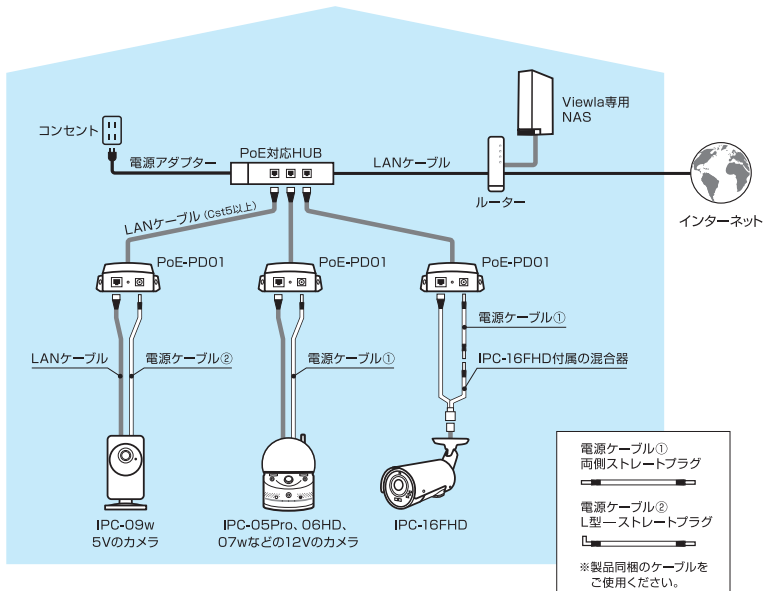 Viewla専用
NAS
コンセント
電源アダプター
PoE対応HUB
LANケーブル
ルーター
インターネット
LANケーブル (Cst5以上)
PoE-PD01
PoE-PD01
PoE-PD01
電源ケーブル①
LANケーブル
電源ケーブル②
電源ケーブル①
IPC-16FHD付属の混合器
IPC-09w
5Vのカメラ
IPC-05Pro、06HD、
07wなどの12Vのカメラ
IPC-16FHD
電源ケーブル①
両側ストレートプラグ
電源ケーブル②
L型―ストレートプラグ
※製品同梱のケーブルを
ご使用ください。